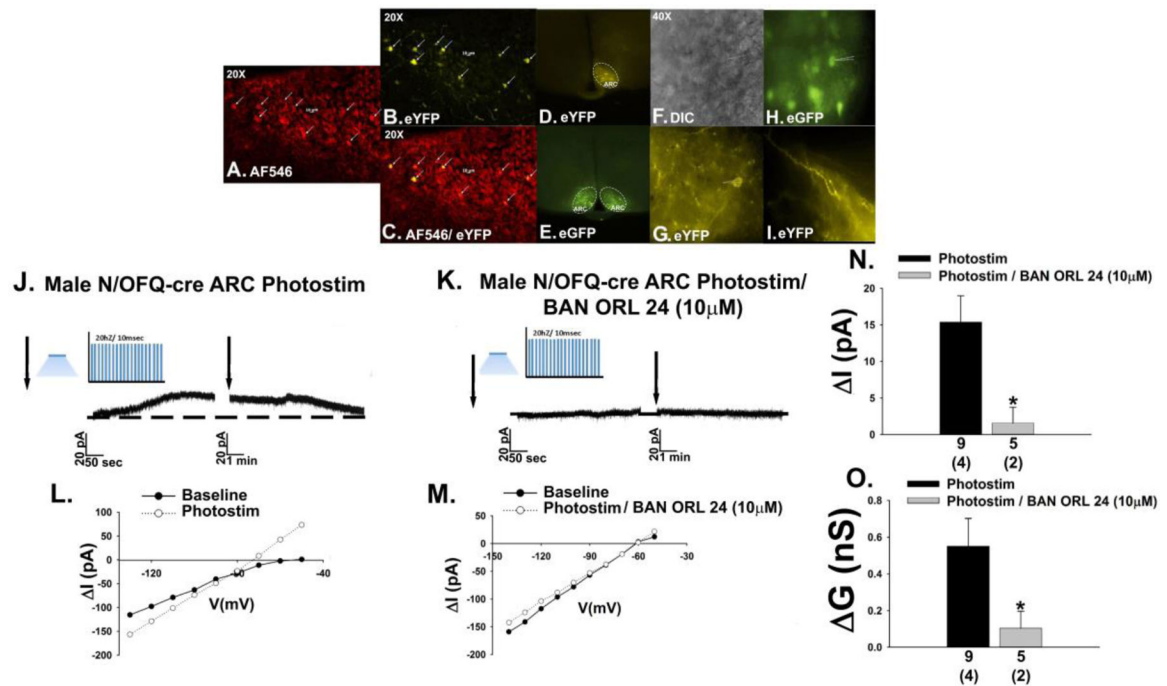 20X
A. AF546
20X
10µm
B. eYFP
20X
C. AF546/ eYFP
ARC
D. eYFP
ARC
ARC
E. eGFP
40X
F. DIC
G. eYFP
H. eGFP
I. eYFP
J. Male N/OFQ-cre ARC Photostim
20hZ/ 10msec
20 pA
50 sec
20 pA
1 min
K. Male N/OFQ-cre ARC Photostim/
BAN ORL 24 (10µM)
20hZ/ 10msec
20 pA
50 sec
20 pA
1 min
L.
Baseline
Photostim
ΔI (pA)
100
50
0
-50
-100
-150
-200
-120
-40
V(mV)
M.
Baseline
Photostim / BAN ORL 24 (10µM)
ΔI (pA)
50
0
-50
-100
-150
-200
-150
-120
-90
-60
-30
V(mV)
N.
Photostim
Photostim / BAN ORL 24 (10µM)
ΔI (pA)
20
15
10
5
0
*
9
5
(4)
(2)
O.
Photostim
Photostim / BAN ORL 24 (10µM)
ΔG (nS)
0.8
0.6
0.4
0.2
0.0
*
9
5
(4)
(2)